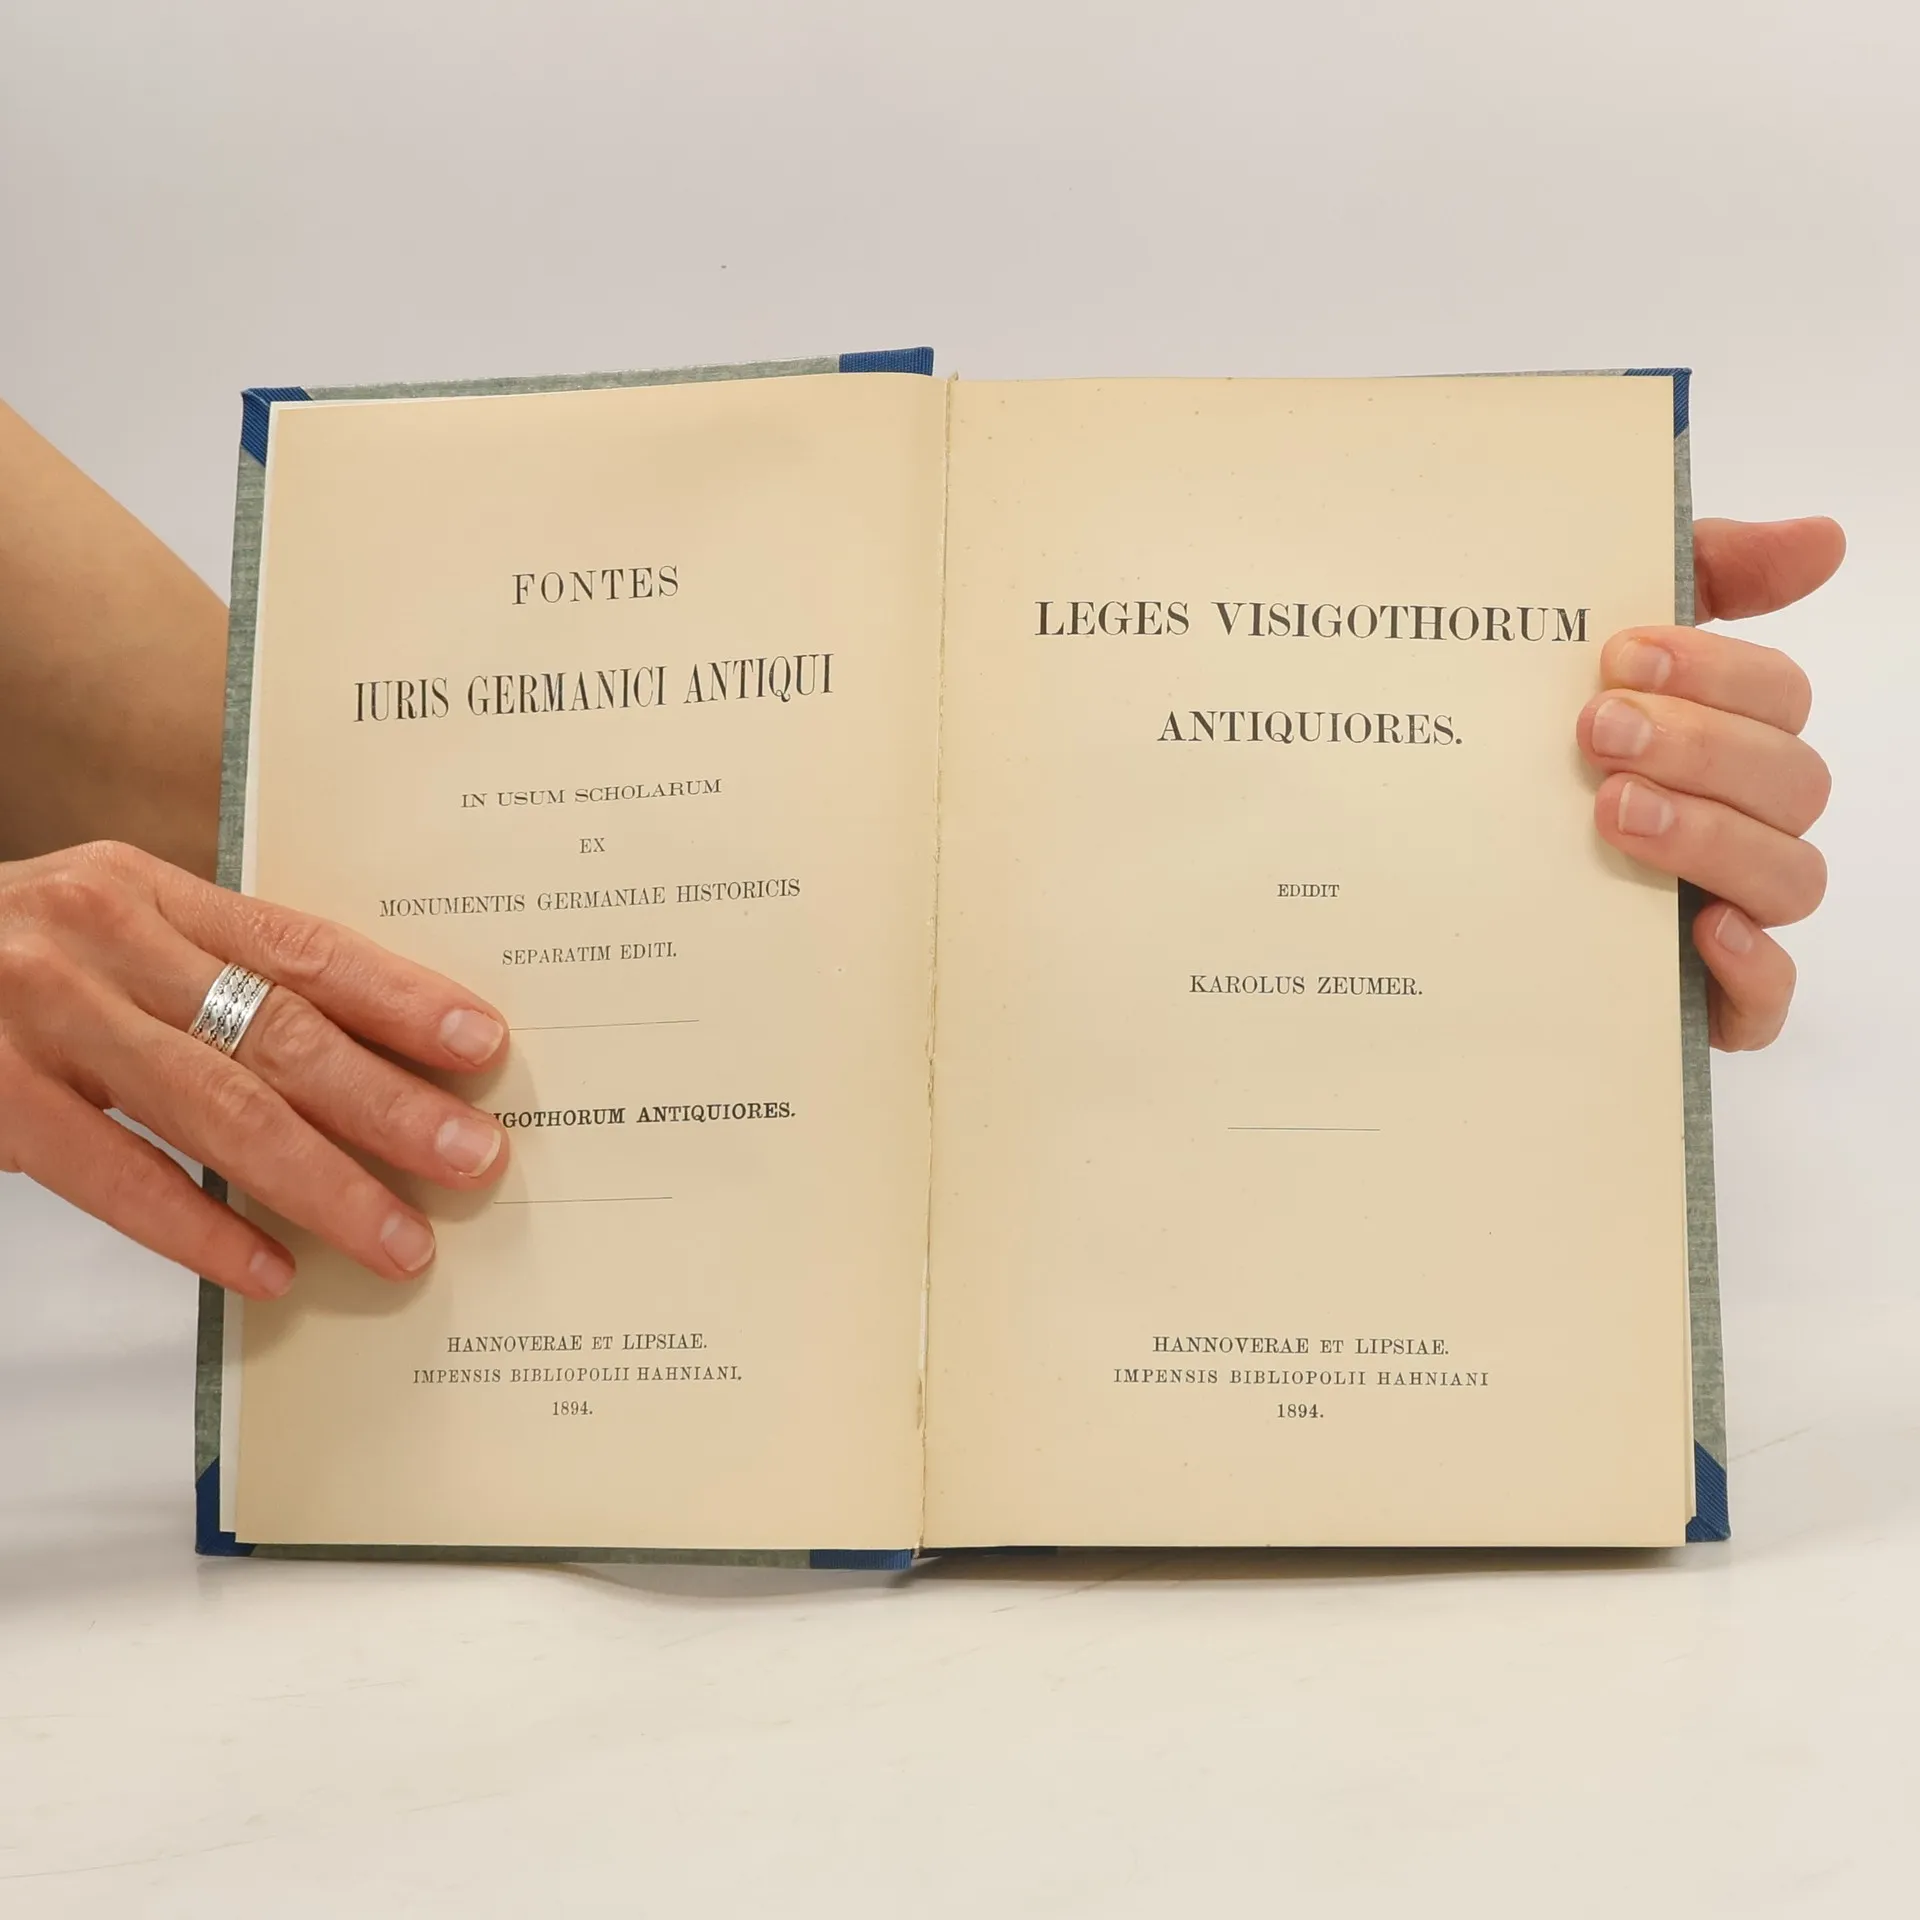 FONTES
IURIS GERMANICI ANTIQUI
IN USUM SCHOLARUM
EX
MONUMENTIS GERMANIAE HISTORICIS
SEPARATIM EDITI.
ANTIQUIORES.
HANNOVERAE ET LIPSIAE.
IMPENSIS BIBLIOPOLII HAHNIANI.
1894.
LEGES VISIGOTHORUM
ANTIQUIORES.
EDIDIT
KAROLUS ZEUMER.
HANNOVERAE ET LIPSIAE.
IMPENSIS BIBLIOPOLII HAHNIANI
1894.